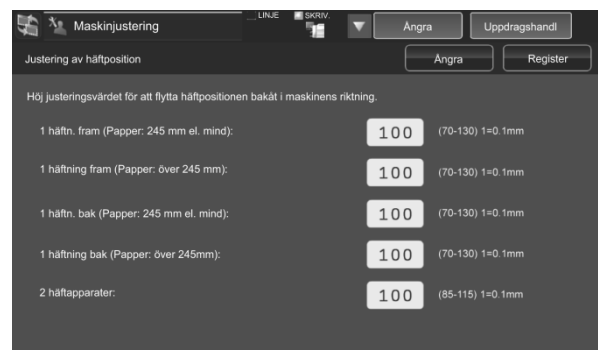 Maskinjustering LINJE SKRIV. Ångra Uppdragshandl
Justering av häftposition Ångra Register
Höj justeringsvärdet för att flytta häftpositionen bakåt i maskinens riktning.
1 häftn. fram (Papper: 245 mm el. mind): 100 (70-130) 1=0.1mm
1 häftning fram (Papper: över 245 mm): 100 (70-130) 1=0.1mm
1 häftn. bak (Papper: 245 mm el. mind): 100 (70-130) 1=0.1mm
1 häftning bak (Papper: över 245mm): 100 (70-130) 1=0.1mm
2 häftapparater: 100 (85-115) 1=0.1mm